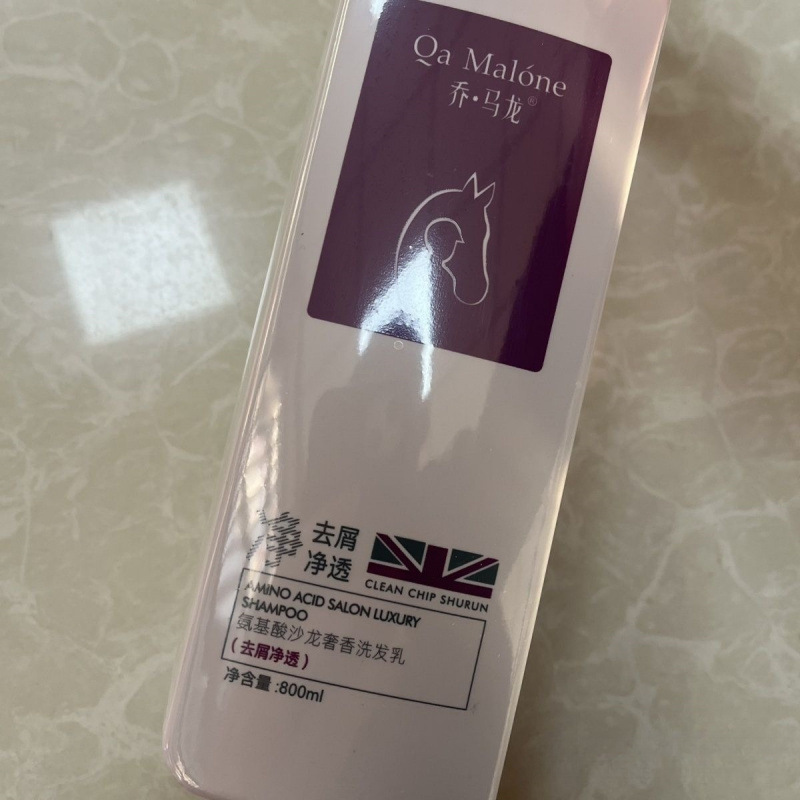 Qa Malóne
乔·马龙®
净
去屑
净透
CLEAN CHIP SHURUN
AMINO ACID SALON LUXURY
SHAMPOO
氨基酸沙龙奢香洗发乳
(去屑净透)
净含量:800ml